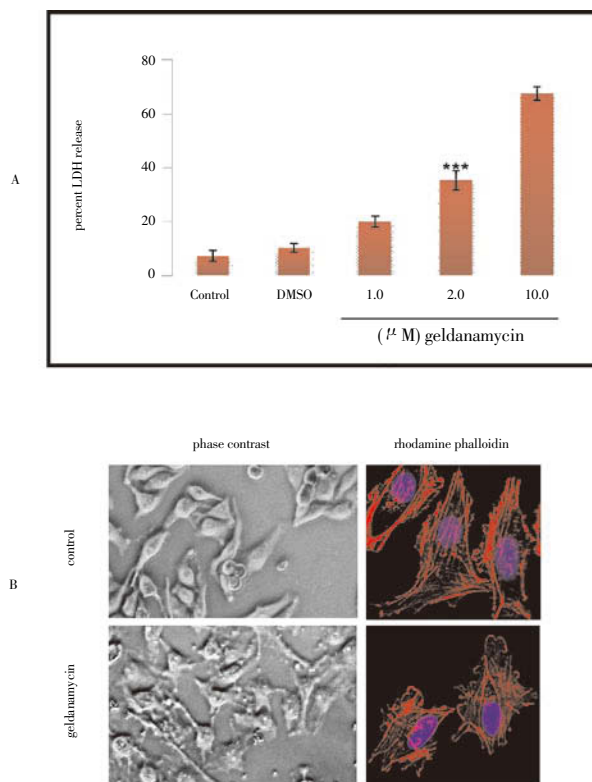 A
percent LDH release
80
60
40
20
0
***
Control DMSO 1.0 2.0 10.0
(μ M) geldanamycin
B
phase contrast rhodamine phalloidin
control
geldanamycin